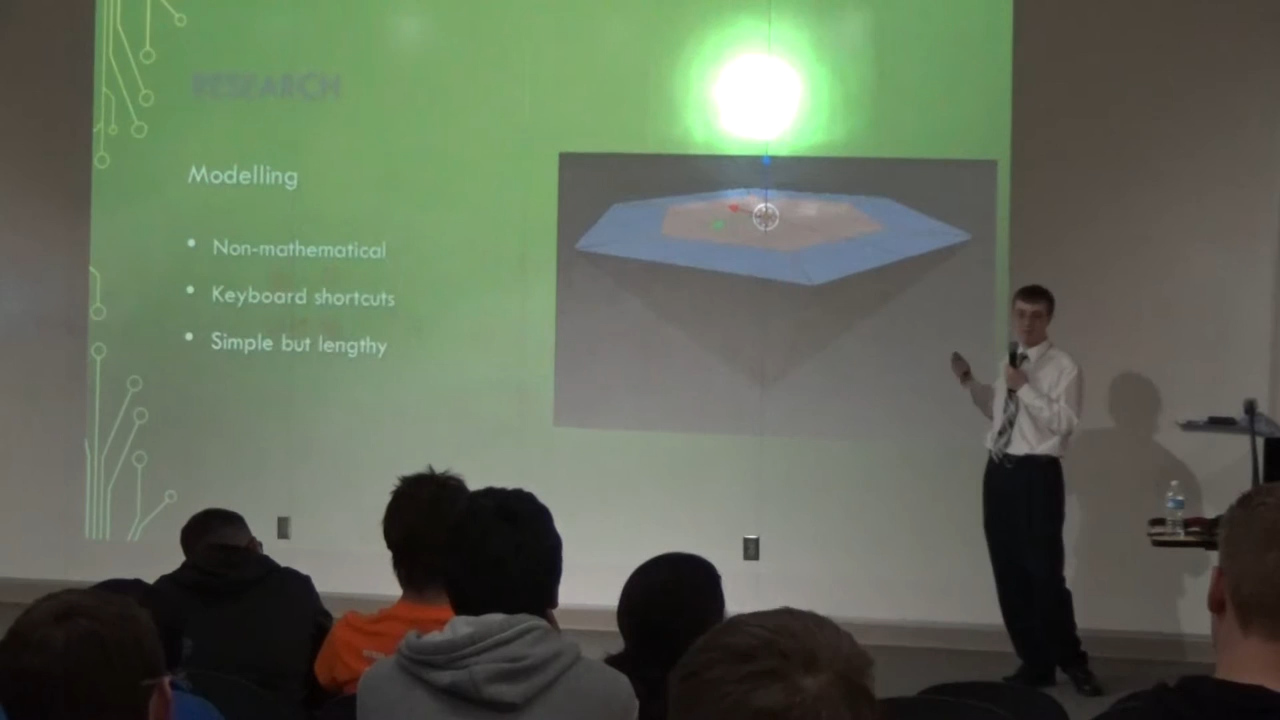 RESEARCH
Modelling
• Non-mathematical
• Keyboard shortcuts
• Simple but lengthy